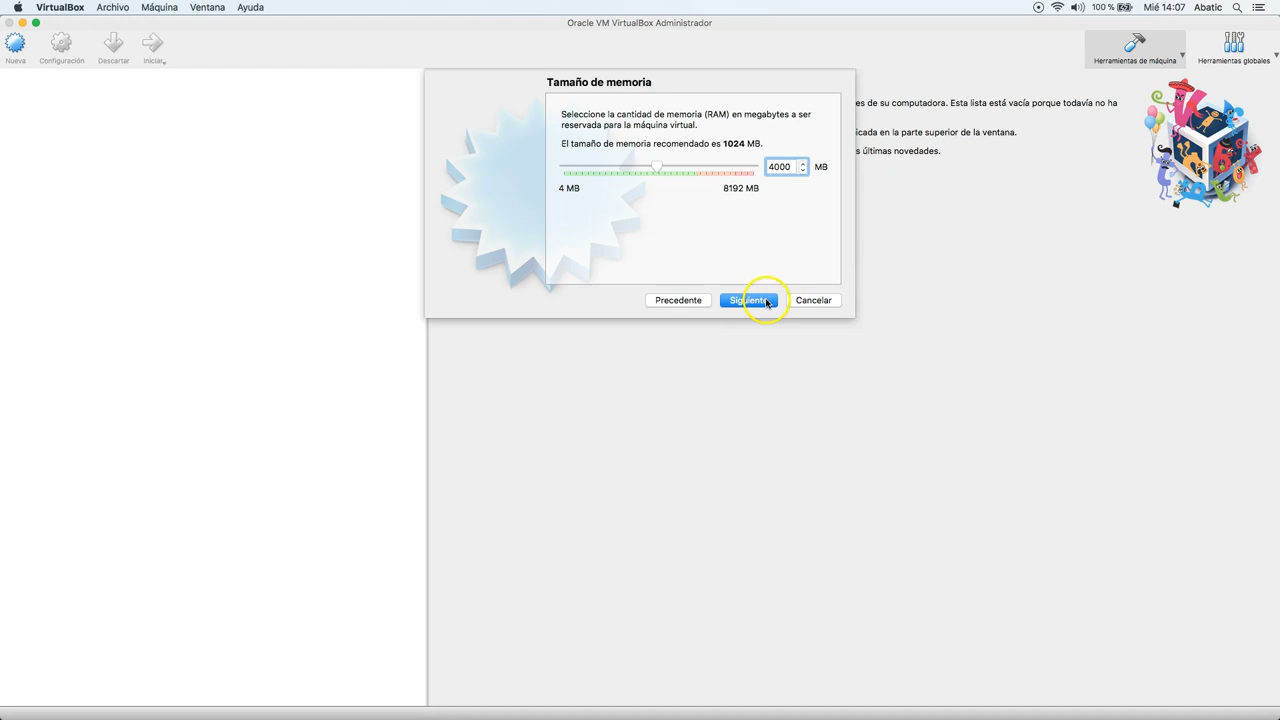 VirtualBox Archivo Máquina Ventana Ayuda 100 % Mié 14:07 Abatic
Oracle VM VirtualBox Administrador
Nueva Configuración Descartar Iniciar Herramientas de máquina Herramientas globales
Tamaño de memoria
es de su computadora. Esta lista está vacía porque todavía no ha
Seleccione la cantidad de memoria (RAM) en megabytes a ser
reservada para la máquina virtual.
icada en la parte superior de la ventana.
El tamaño de memoria recomendado es 1024 MB.
s últimas novedades.
4000 MB
4 MB 8192 MB
Precedente Siguiente Cancelar